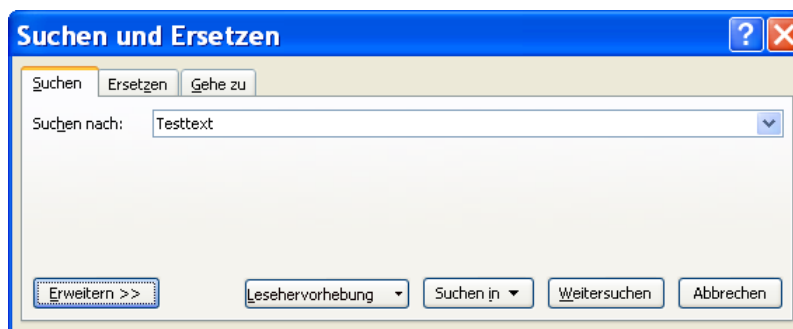 Suchen und Ersetzen ?
Suchen Ersetzen Gehe zu
Suchen nach: Testtext
Erweitern >> Lesehervorhebung Suchen in Weitersuchen Abbrechen